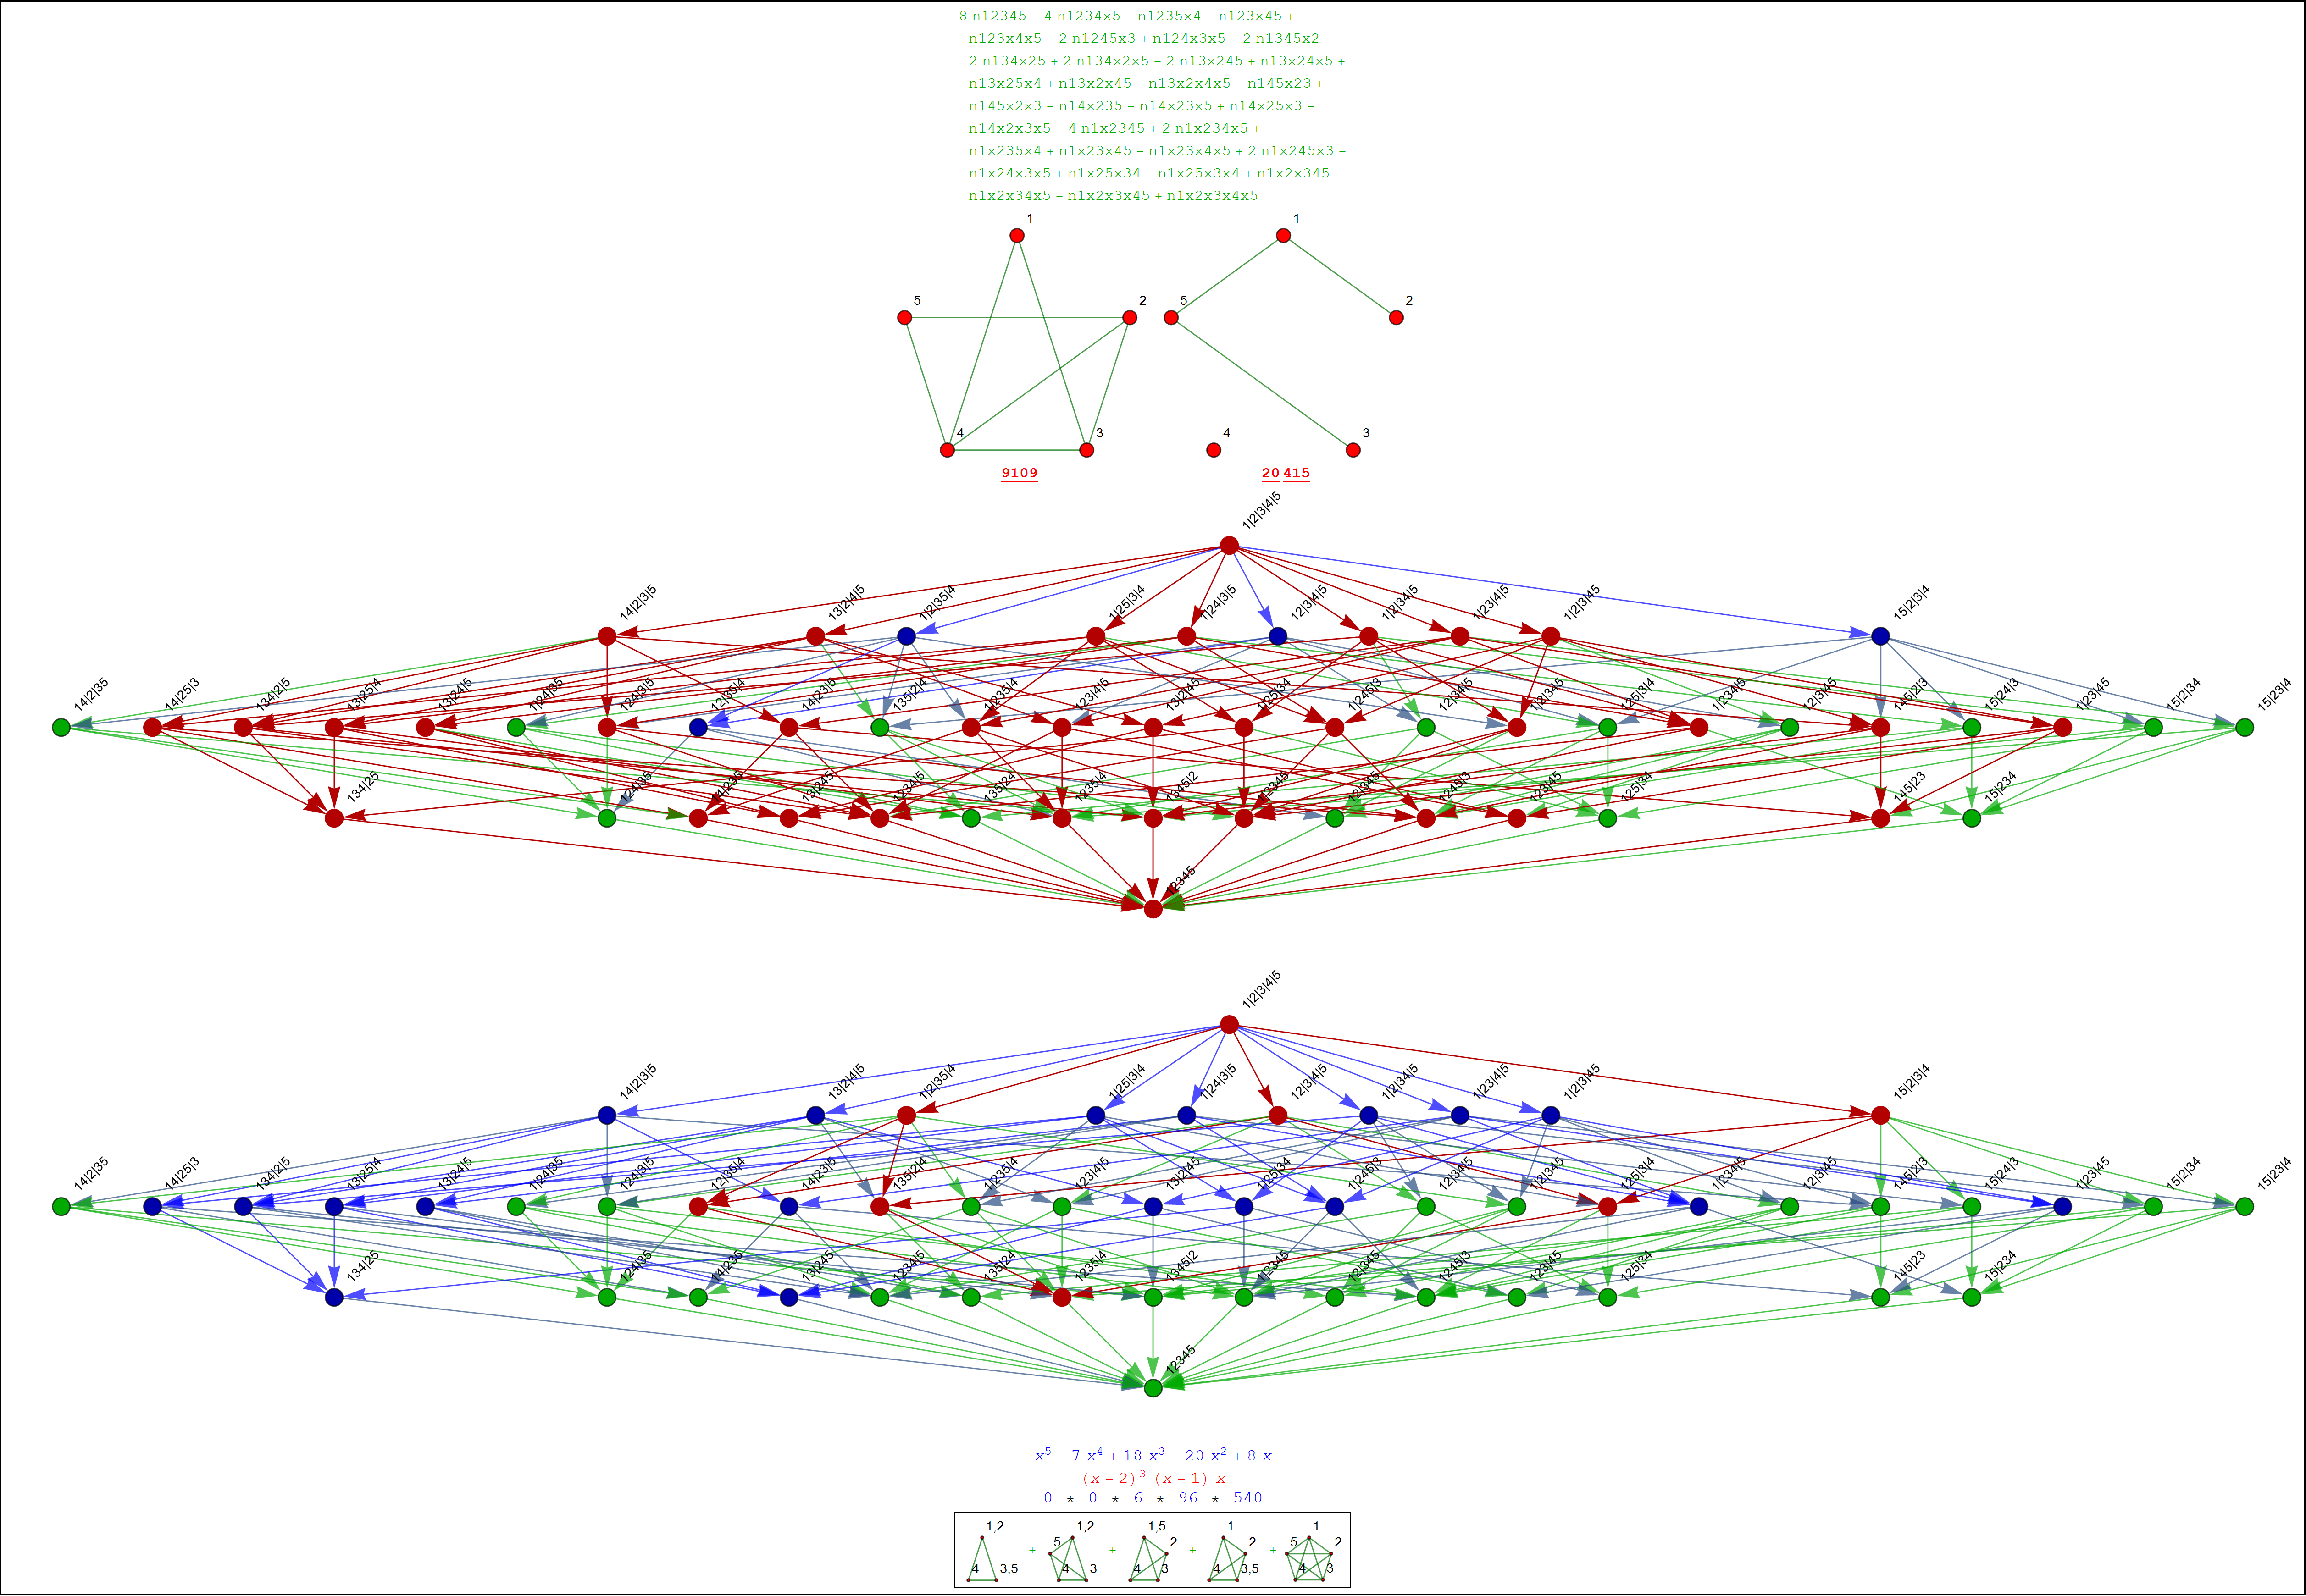 8 n12345 – 4 n1234x5 – n1235x4 – n123x45 +
n123x4x5 – 2 n1245x3 + n124x3x5 – 2 n1345x2 –
2 n134x25 + 2 n134x2x5 – 2 n13x245 + n13x24x5 +
n13x25x4 + n13x2x45 – n13x2x4x5 – n145x23 +
n145x2x3 – n14x235 + n14x23x5 + n14x25x3 –
n14x2x3x5 – 4 n1x2345 + 2 n1x234x5 +
n1x235x4 + n1x23x45 – n1x23x4x5 + 2 n1x245x3 –
n1x24x3x5 + n1x25x34 – n1x25x3x4 + n1x2x345 –
n1x2x34x5 – n1x2x3x45 + n1x2x3x4x5
1 1
5 2 5 2
4 3 4 3
9109 20 415
1|2|3|4|5
14|2|3|5 13|2|4|5 1|2|35|4 1|25|3|4 1|24|3|5 12|3|4|5 1|2|34|5 1|23|4|5 1|2|3|45 15|2|3|4
14|2|35 14|25|3 134|2|5 13|25|4 13|24|5 1|24|35 124|3|5 12|35|4 14|23|5 135|2|4 1|235|4 123|4|5 13|2|45 1|25|34 1|245|3 12|34|5 1|2|345 125|3|4 1|234|5 12|3|45 145|2|3 15|24|3 1|23|45 15|2|34 15|23|4
134|25 124|35 14|235 13|245 1234|5 135|24 1235|4 1345|2 1|2345 12|345 1245|3 123|45 125|34 145|23 15|234
12345
1|2|3|4|5
14|2|3|5 13|2|4|5 1|2|35|4 1|25|3|4 1|24|3|5 12|3|4|5 1|2|34|5 1|23|4|5 1|2|3|45 15|2|3|4
14|2|35 14|25|3 134|2|5 13|25|4 13|24|5 1|24|35 124|3|5 12|35|4 14|23|5 135|2|4 1|235|4 123|4|5 13|2|45 1|25|34 1|245|3 12|34|5 1|2|345 125|3|4 1|234|5 12|3|45 145|2|3 15|24|3 1|23|45 15|2|34 15|23|4
134|25 124|35 14|235 13|245 1234|5 135|24 1235|4 1345|2 1|2345 12|345 1245|3 123|45 125|34 145|23 15|234
12345
x⁵ – 7 x⁴ + 18 x³ – 20 x² + 8 x
(x – 2)³ (x – 1) x
0 * 0 * 6 * 96 * 540
1,2 1,2 1,5 1 1
5 2 2 5 2
+ + + +
4 3,5 4 3 4 3 4 3,5 4 3